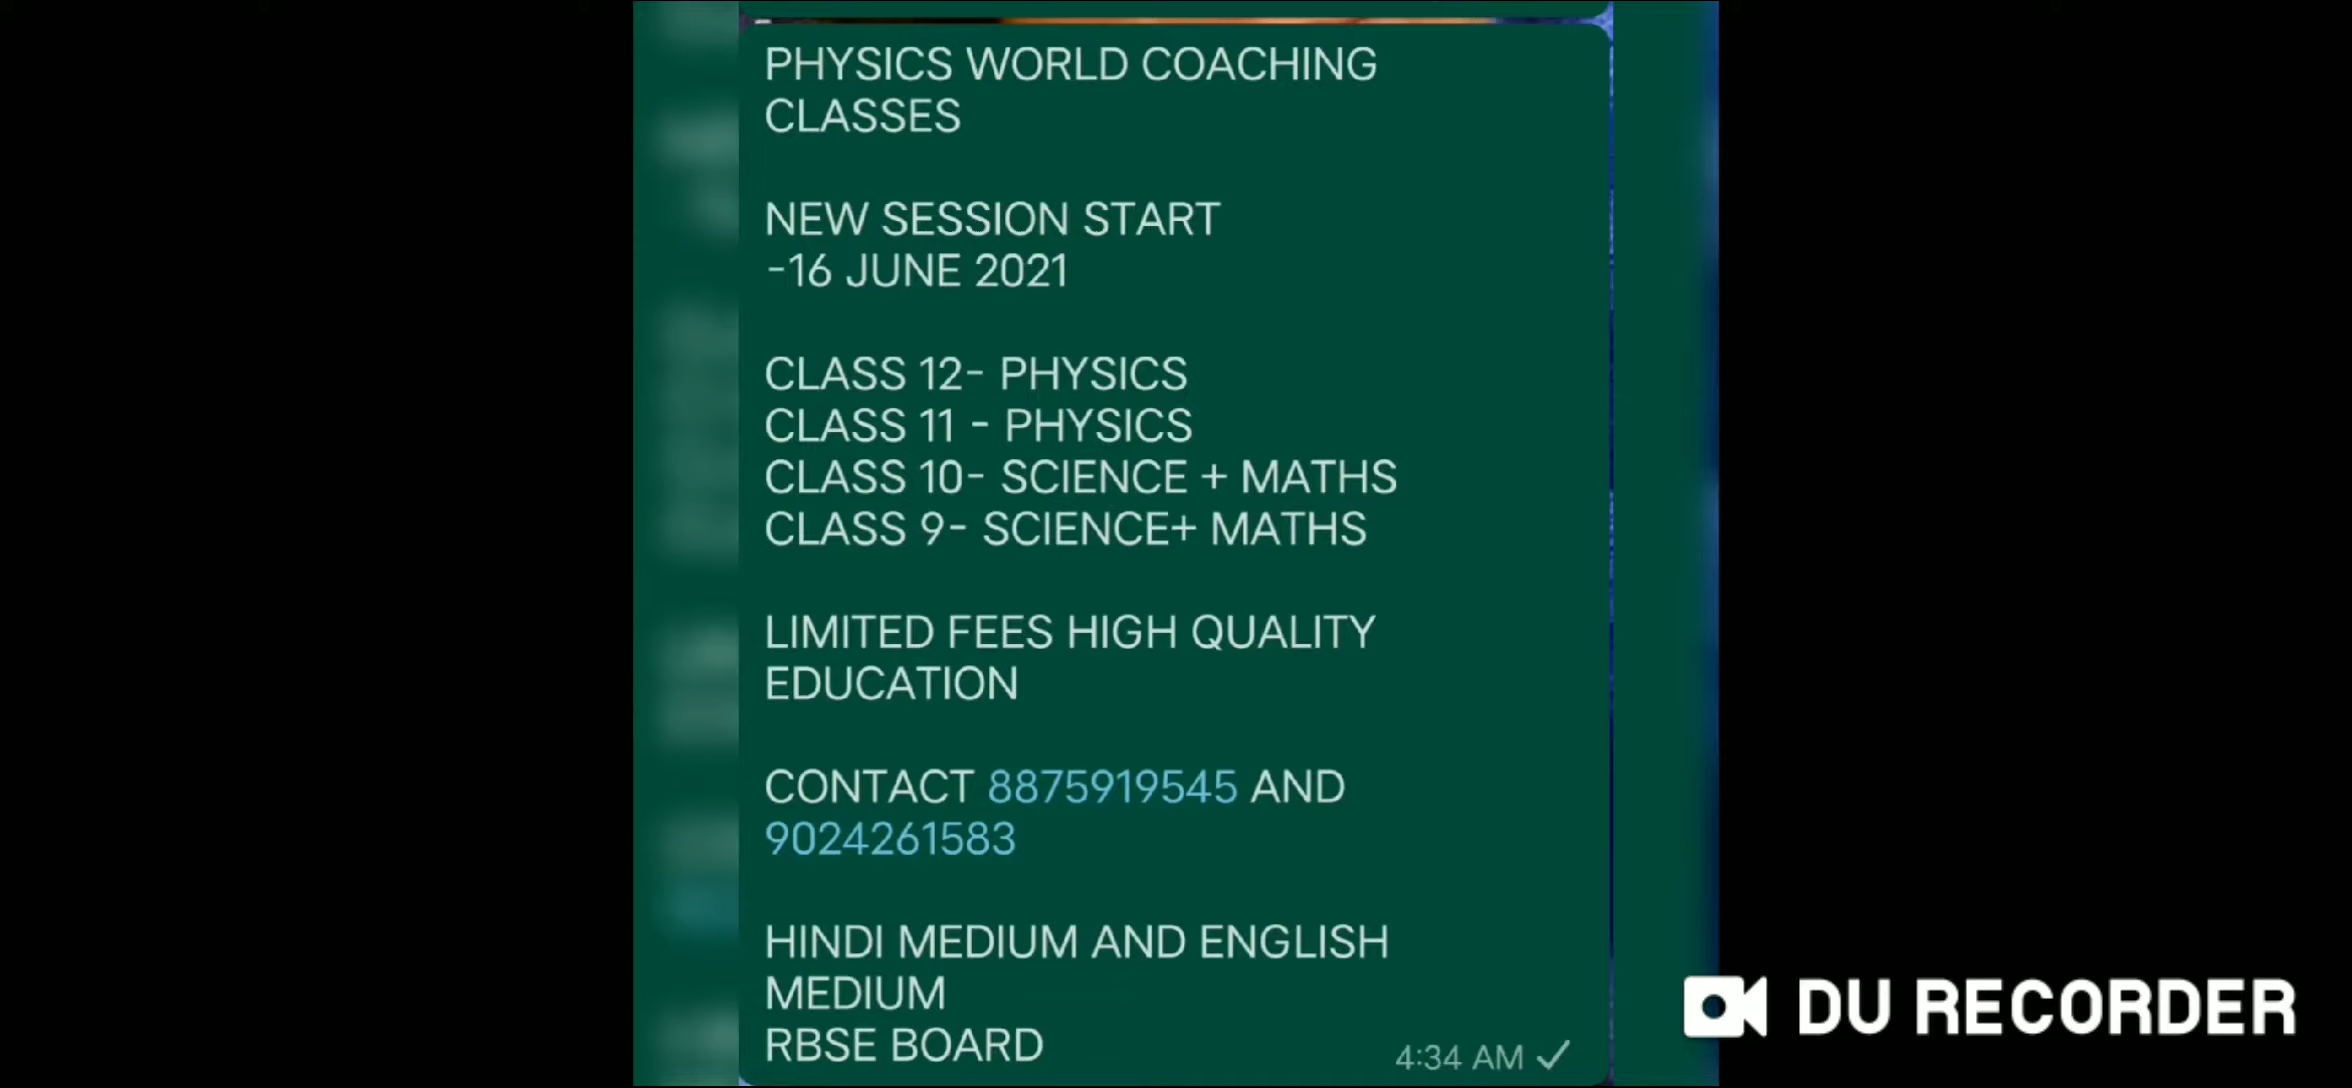 PHYSICS WORLD COACHING
CLASSES
NEW SESSION START
-16 JUNE 2021
CLASS 12- PHYSICS
CLASS 11 - PHYSICS
CLASS 10- SCIENCE + MATHS
CLASS 9- SCIENCE+ MATHS
LIMITED FEES HIGH QUALITY
EDUCATION
CONTACT 8875919545 AND
9024261583
HINDI MEDIUM AND ENGLISH
MEDIUM
RBSE BOARD
4:34 AM
DU RECORDER